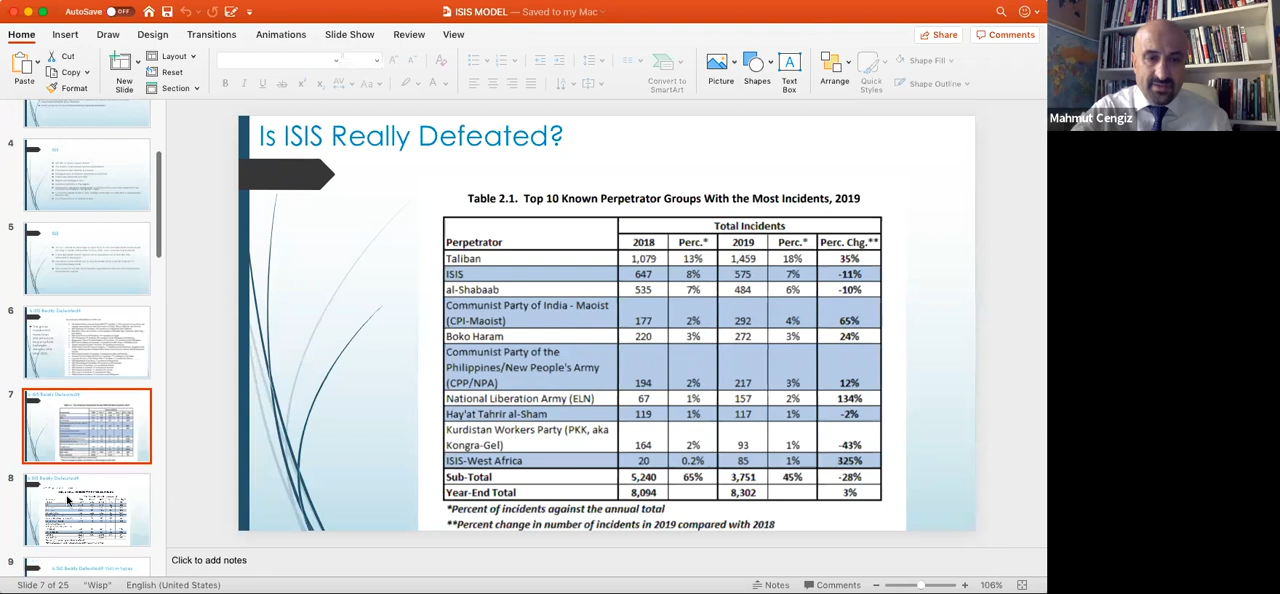 AutoSave OFF
ISIS MODEL — Saved to my Mac
Home Insert Draw Design Transitions Animations Slide Show Review View
Share Comments
Paste
Cut
Copy
Format
New Slide
Layout
Reset
Section
Convert to SmartArt
Picture
Shapes
Text Box
Arrange
Quick Styles
Shape Fill
Shape Outline
Mahmut Cengiz
4
5
6
7
8
9
Is ISIS Really Defeated?
Table 2.1. Top 10 Known Perpetrator Groups With the Most Incidents, 2019
Total Incidents
Perpetrator 2018 Perc.* 2019 Perc.* Perc. Chg.**
Taliban 1,079 13% 1,459 18% 35%
ISIS 647 8% 575 7% -11%
al-Shabaab 535 7% 484 6% -10%
Communist Party of India - Maoist
(CPI-Maoist) 177 2% 292 4% 65%
Boko Haram 220 3% 272 3% 24%
Communist Party of the
Philippines/New People's Army
(CPP/NPA) 194 2% 217 3% 12%
National Liberation Army (ELN) 67 1% 157 2% 134%
Hay'at Tahrir al-Sham 119 1% 117 1% -2%
Kurdistan Workers Party (PKK, aka
Kongra-Gel) 164 2% 93 1% -43%
ISIS-West Africa 20 0.2% 85 1% 325%
Sub-Total 5,240 65% 3,751 45% -28%
Year-End Total 8,094 8,302 3%
*Percent of incidents against the annual total
**Percent change in number of incidents in 2019 compared with 2018
Click to add notes
Slide 7 of 25 "Wisp" English (United States)
Notes Comments 106%